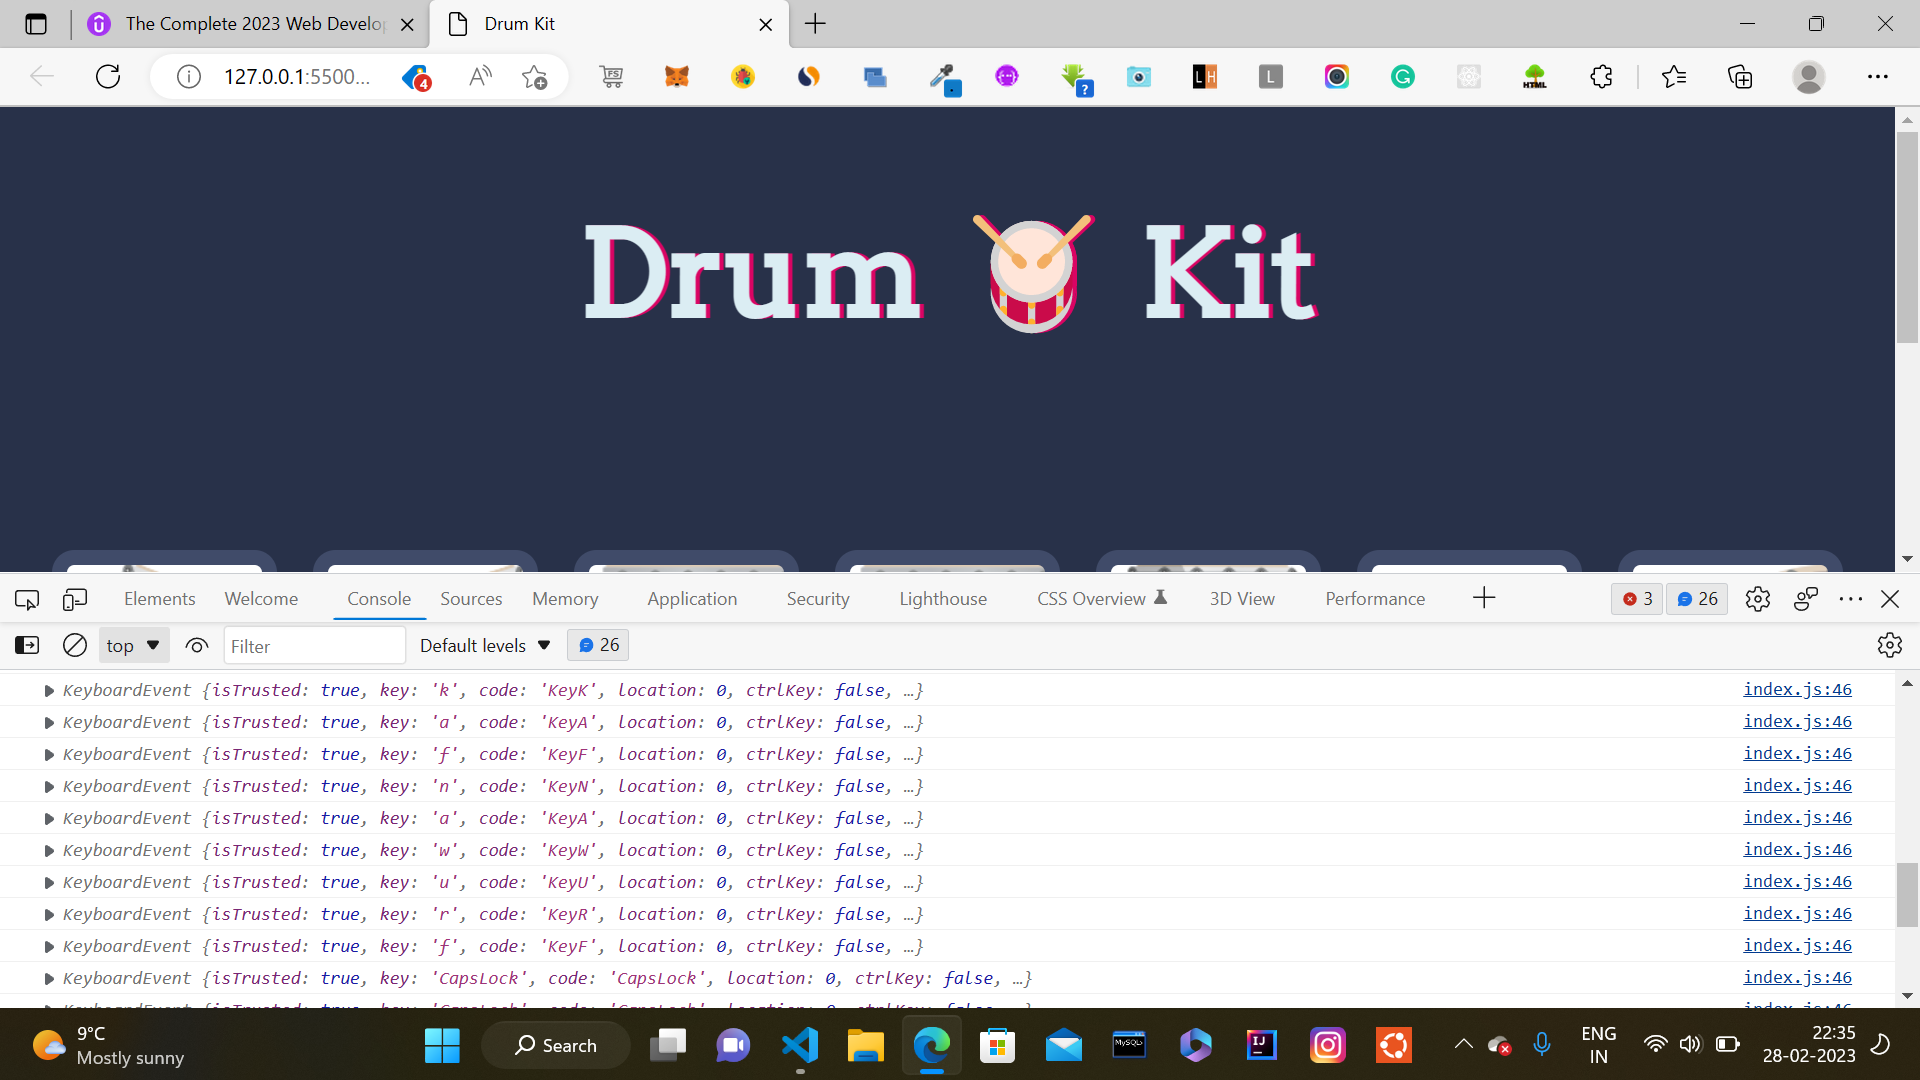 The Complete 2023 Web Develop
Drum Kit
127.0.0.1:5500...
4
FS
?
LH
L
G
HTML
Drum Kit
Elements Welcome Console Sources Memory Application Security Lighthouse CSS Overview 3D View Performance 3 26
top Filter Default levels 26
KeyboardEvent {isTrusted: true, key: 'k', code: 'KeyK', location: 0, ctrlKey: false, …} index.js:46
KeyboardEvent {isTrusted: true, key: 'a', code: 'KeyA', location: 0, ctrlKey: false, …} index.js:46
KeyboardEvent {isTrusted: true, key: 'f', code: 'KeyF', location: 0, ctrlKey: false, …} index.js:46
KeyboardEvent {isTrusted: true, key: 'n', code: 'KeyN', location: 0, ctrlKey: false, …} index.js:46
KeyboardEvent {isTrusted: true, key: 'a', code: 'KeyA', location: 0, ctrlKey: false, …} index.js:46
KeyboardEvent {isTrusted: true, key: 'w', code: 'KeyW', location: 0, ctrlKey: false, …} index.js:46
KeyboardEvent {isTrusted: true, key: 'u', code: 'KeyU', location: 0, ctrlKey: false, …} index.js:46
KeyboardEvent {isTrusted: true, key: 'r', code: 'KeyR', location: 0, ctrlKey: false, …} index.js:46
KeyboardEvent {isTrusted: true, key: 'f', code: 'KeyF', location: 0, ctrlKey: false, …} index.js:46
KeyboardEvent {isTrusted: true, key: 'CapsLock', code: 'CapsLock', location: 0, ctrlKey: false, …} index.js:46
9°C
Mostly sunny
Search
MySQL
IJ
ENG
IN
22:35
28-02-2023